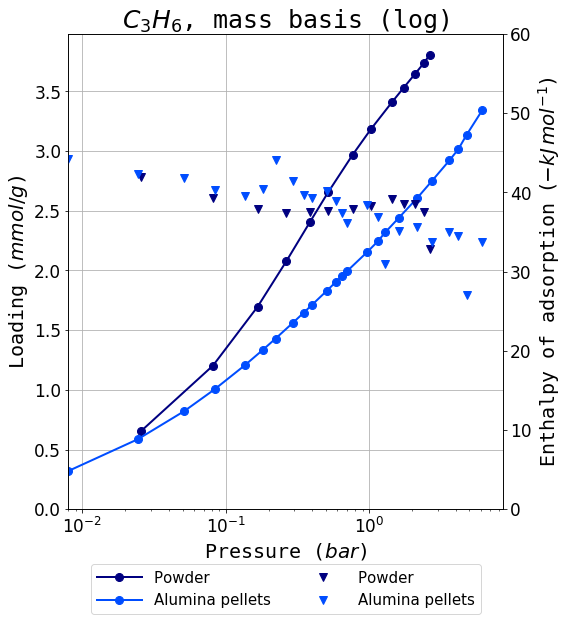 C₃H₆, mass basis (log)
Loading (mmol/g)
3.5
3.0
2.5
2.0
1.5
1.0
0.5
0.0
60
50
40
30
20
10
0
Enthalpy of adsorption (−kJ mol⁻¹)
10⁻² 10⁻¹ 10⁰
Pressure (bar)
Powder Powder
Alumina pellets Alumina pellets